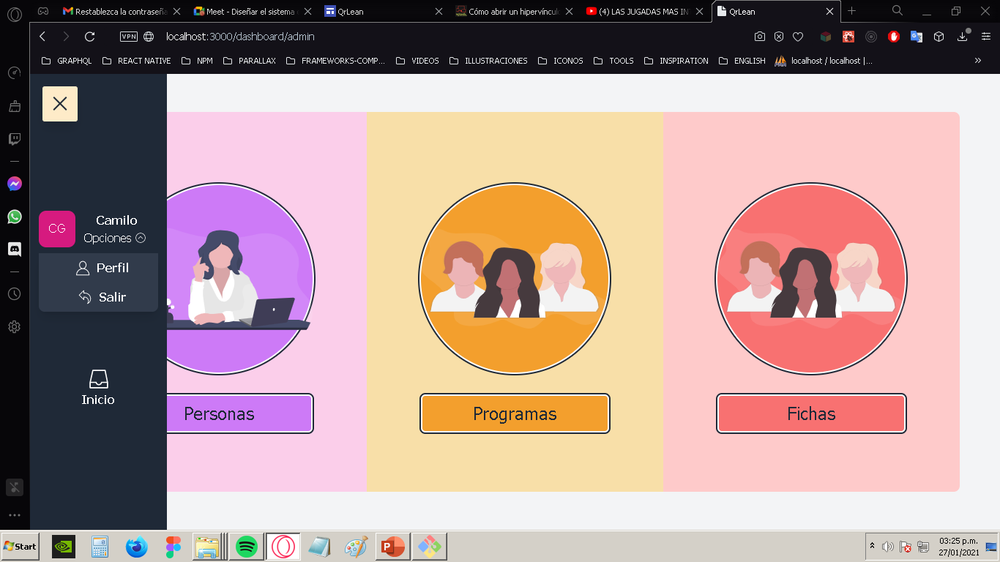 Restablezca la contraseña
Meet - Diseñar el sistema
QrLean
Cómo abrir un hipervínculo
(4) LAS JUGADAS MAS IN
QrLean
VPN
localhost:3000/dashboard/admin
GRAPHQL
REACT NATIVE
NPM
PARALLAX
FRAMEWORKS-COMP...
VIDEOS
ILLUSTRACIONES
ICONOS
TOOLS
INSPIRATION
ENGLISH
localhost / localhost |...
CG
Camilo
Opciones
Perfil
Salir
Inicio
Personas
Programas
Fichas
Start
03:25 p.m.
27/01/2021